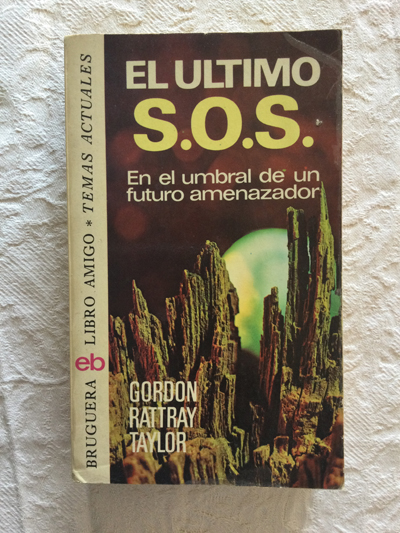 EL ULTIMO
S.O.S.
En el umbral de un
futuro amenazador
GORDON
RATTRAY
TAYLOR
BRUGUERA eb LIBRO AMIGO * TEMAS ACTUALES